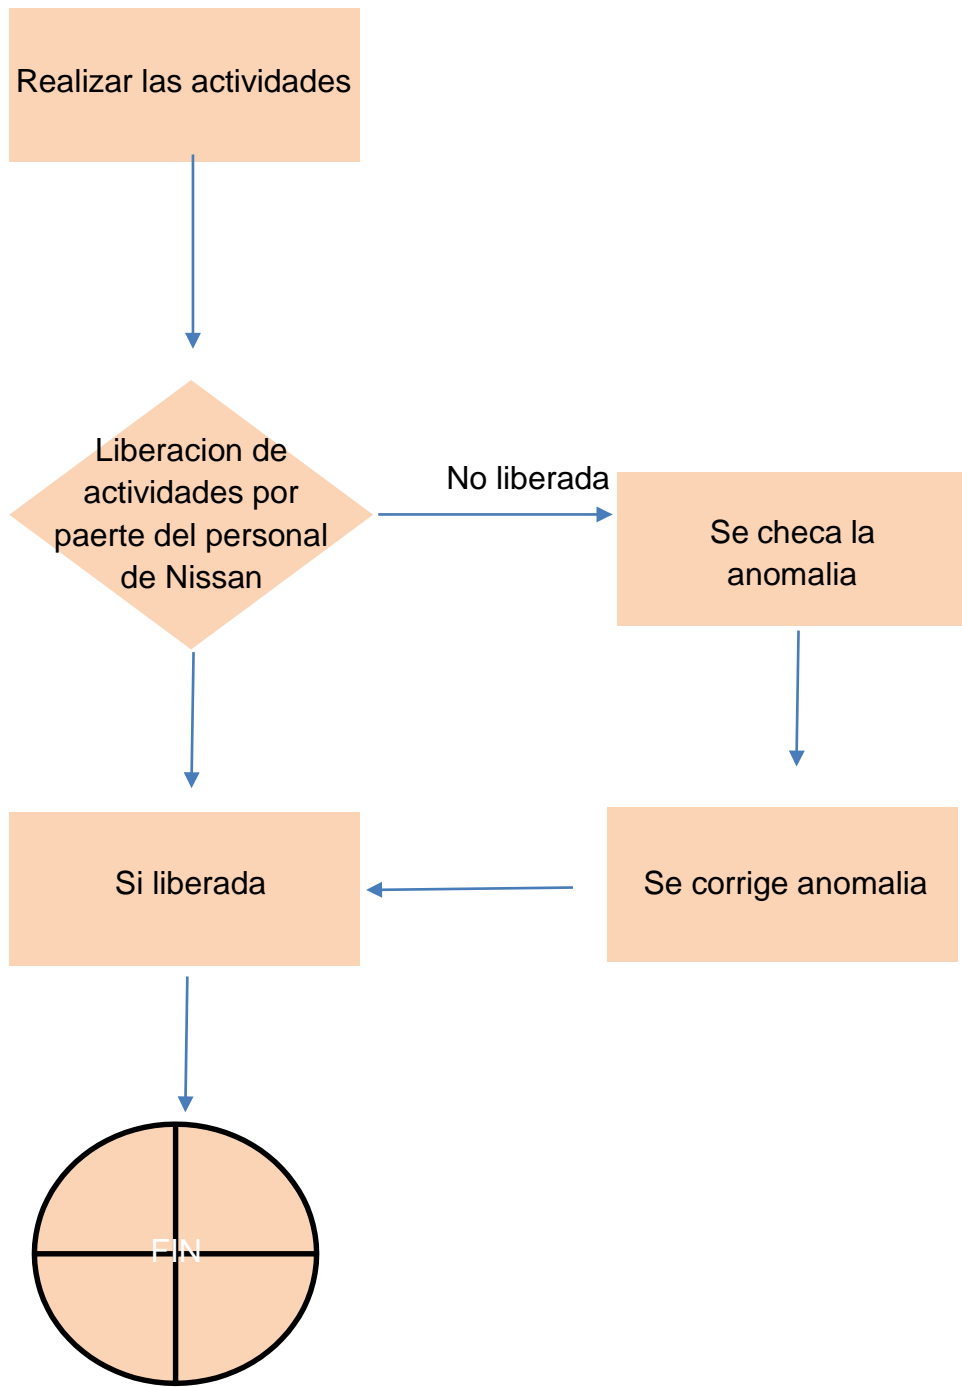 Realizar las actividades
Liberacion de
actividades por
paerte del personal
de Nissan
No liberada
Se checa la
anomalia
Si liberada
Se corrige anomalia
FIN